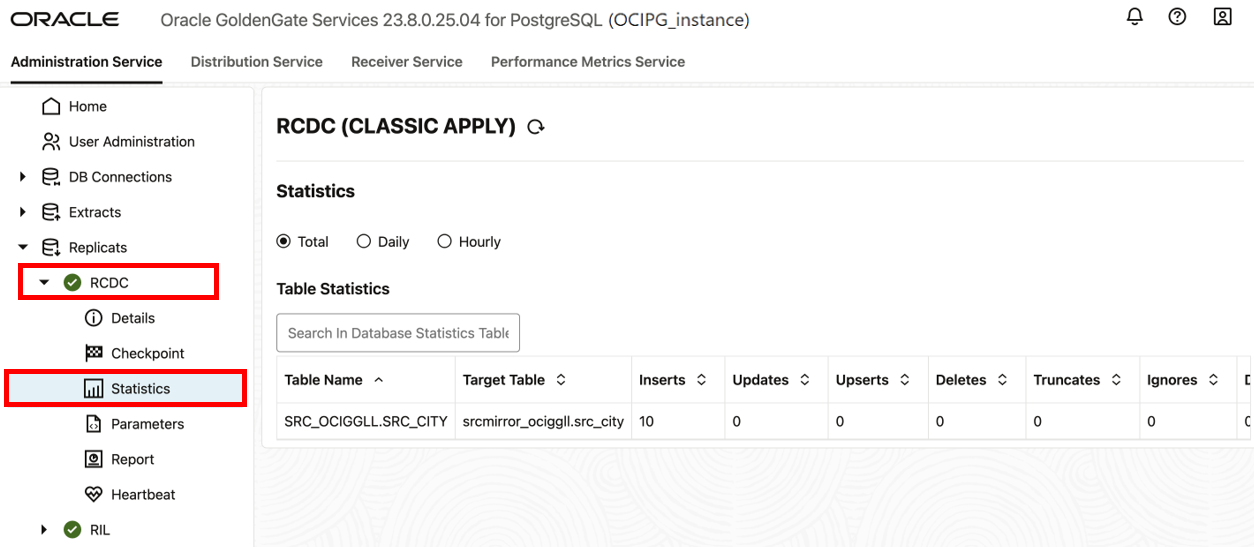 ORACLE Oracle GoldenGate Services 23.8.0.25.04 for PostgreSQL (OCIPG_instance)
Administration Service Distribution Service Receiver Service Performance Metrics Service
Home
User Administration
DB Connections
Extracts
Replicats
RCDC
Details
Checkpoint
Statistics
Parameters
Report
Heartbeat
RIL
RCDC (CLASSIC APPLY)
Statistics
Total Daily Hourly
Table Statistics
Search In Database Statistics Table
Table Name Target Table Inserts Updates Upserts Deletes Truncates Ignores
SRC_OCIGGLL.SRC_CITY srcmirror_ociggll.src_city 10 0 0 0 0 0